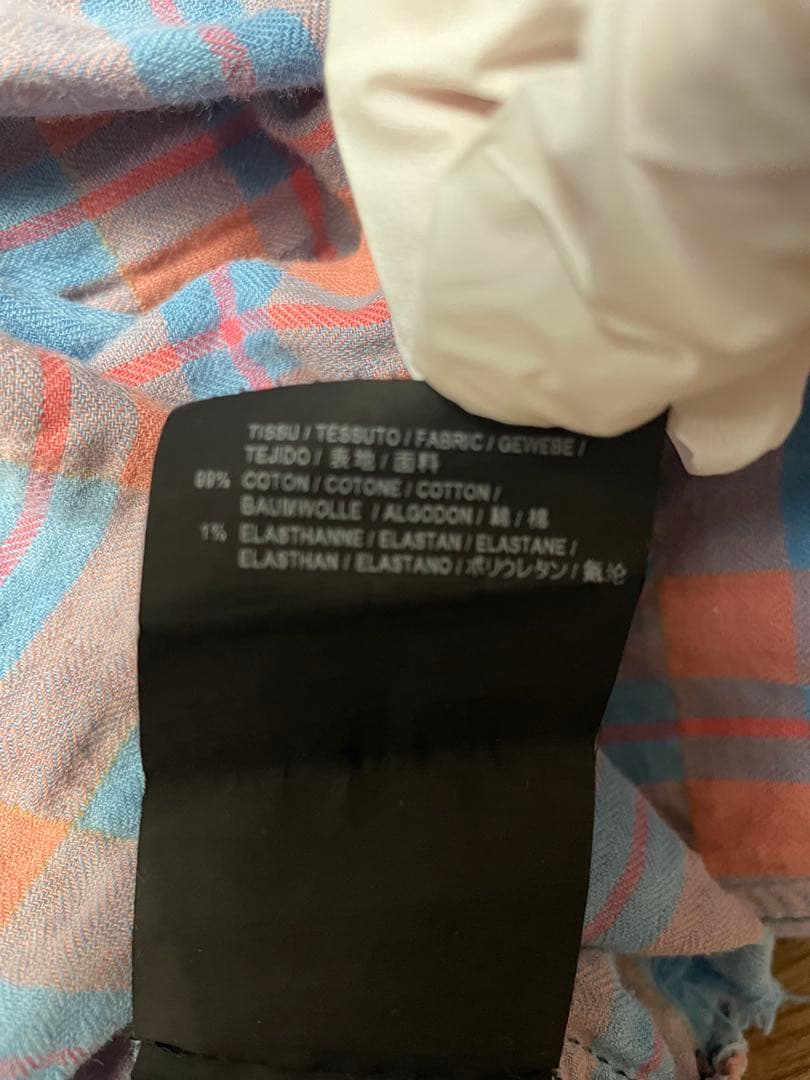 TISSU / TESSUTO / FABRIC / GEWEBE /
TEJIDO / 表地 / 面料
99% COTON / COTONE / COTTON /
BAUMWOLLE / ALGODON / 綿 / 棉
1% ELASTHANNE / ELASTAN / ELASTANE /
ELASTHAN / ELASTANO / ポリウレタン / 氨纶